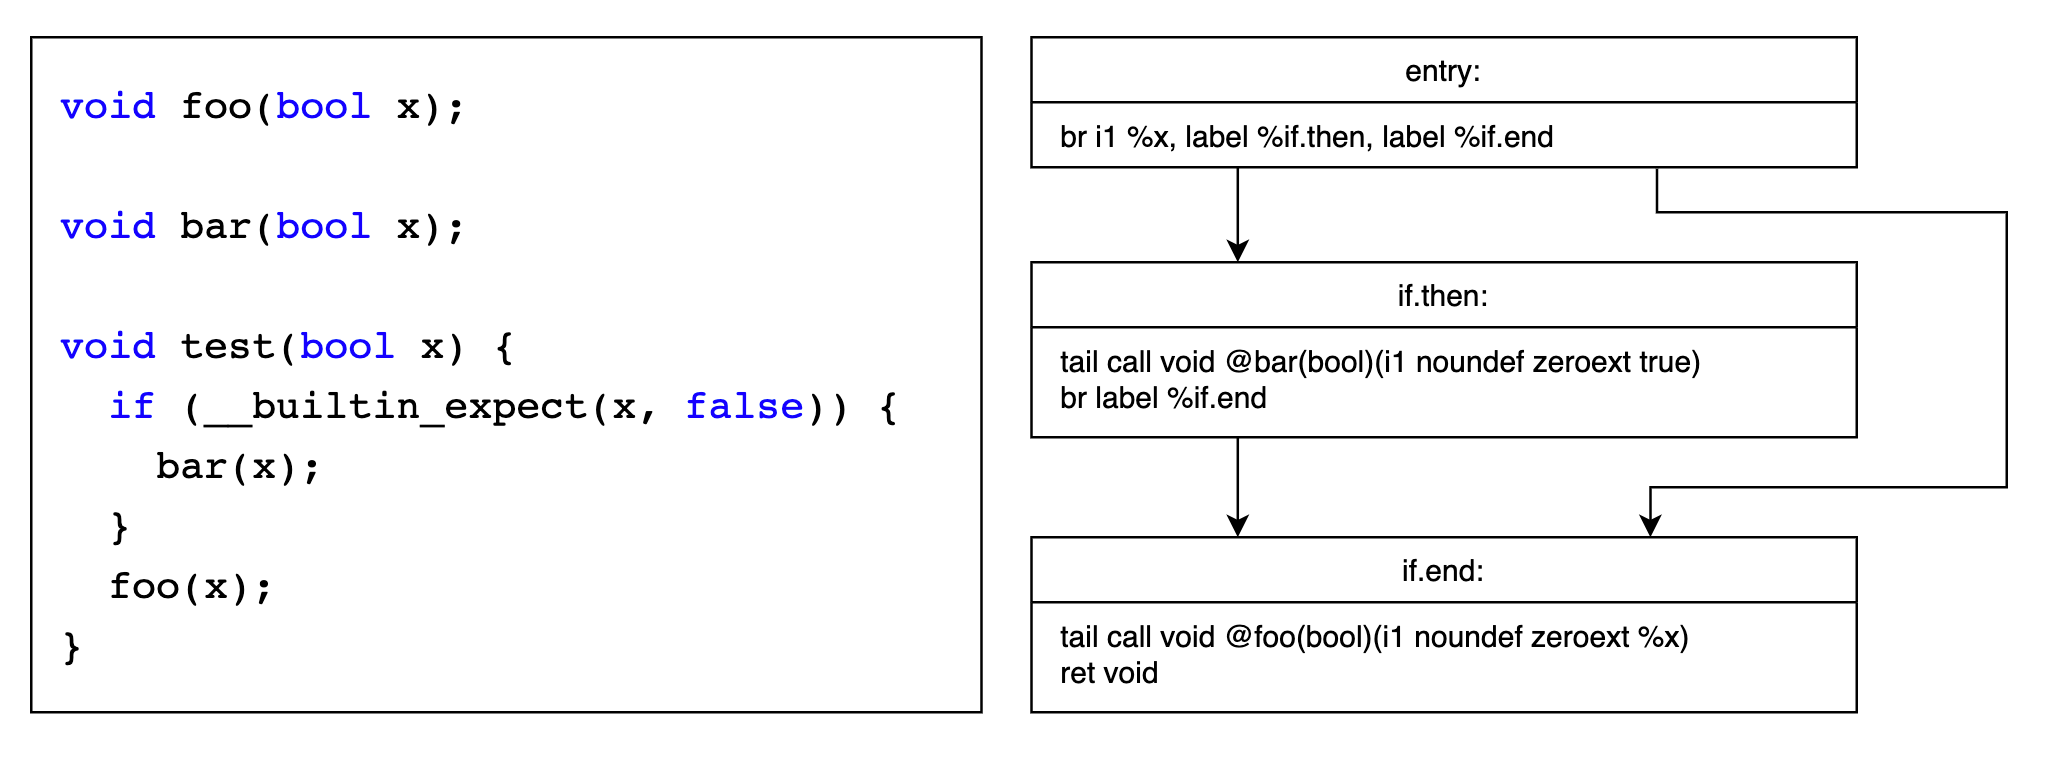 void foo(bool x);
void bar(bool x);
void test(bool x) {
  if (__builtin_expect(x, false)) {
    bar(x);
  }
  foo(x);
}
entry:
br i1 %x, label %if.then, label %if.end
if.then:
tail call void @bar(bool)(i1 noundef zeroext true)
br label %if.end
if.end:
tail call void @foo(bool)(i1 noundef zeroext %x)
ret void